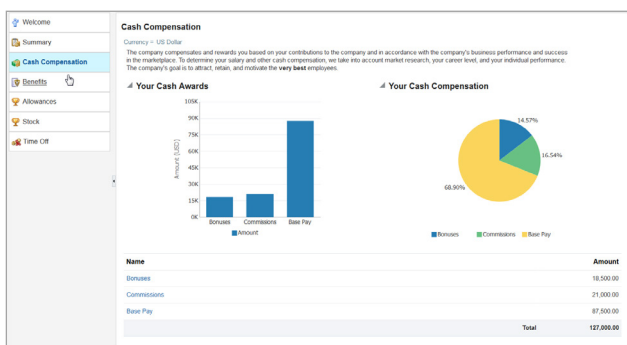 Welcome
Summary
Cash Compensation
Benefits
Allowances
Stock
Time Off
Cash Compensation
Currency = US Dollar
The company compensates and rewards you based on your contributions to the company and in accordance with the company's business performance and success
in the marketplace. To determine your salary and other cash compensation, we take into account market research, your career level, and your individual performance.
The company's goal is to attract, retain, and motivate the very best employees.
Your Cash Awards
105K
90K
75K
60K
45K
30K
15K
0K
Amount (USD)
Bonuses Commissions Base Pay
Amount
Your Cash Compensation
14.57%
16.54%
68.90%
Bonuses Commissions Base Pay
Name Amount
Bonuses 18,500.00
Commissions 21,000.00
Base Pay 87,500.00
Total 127,000.00